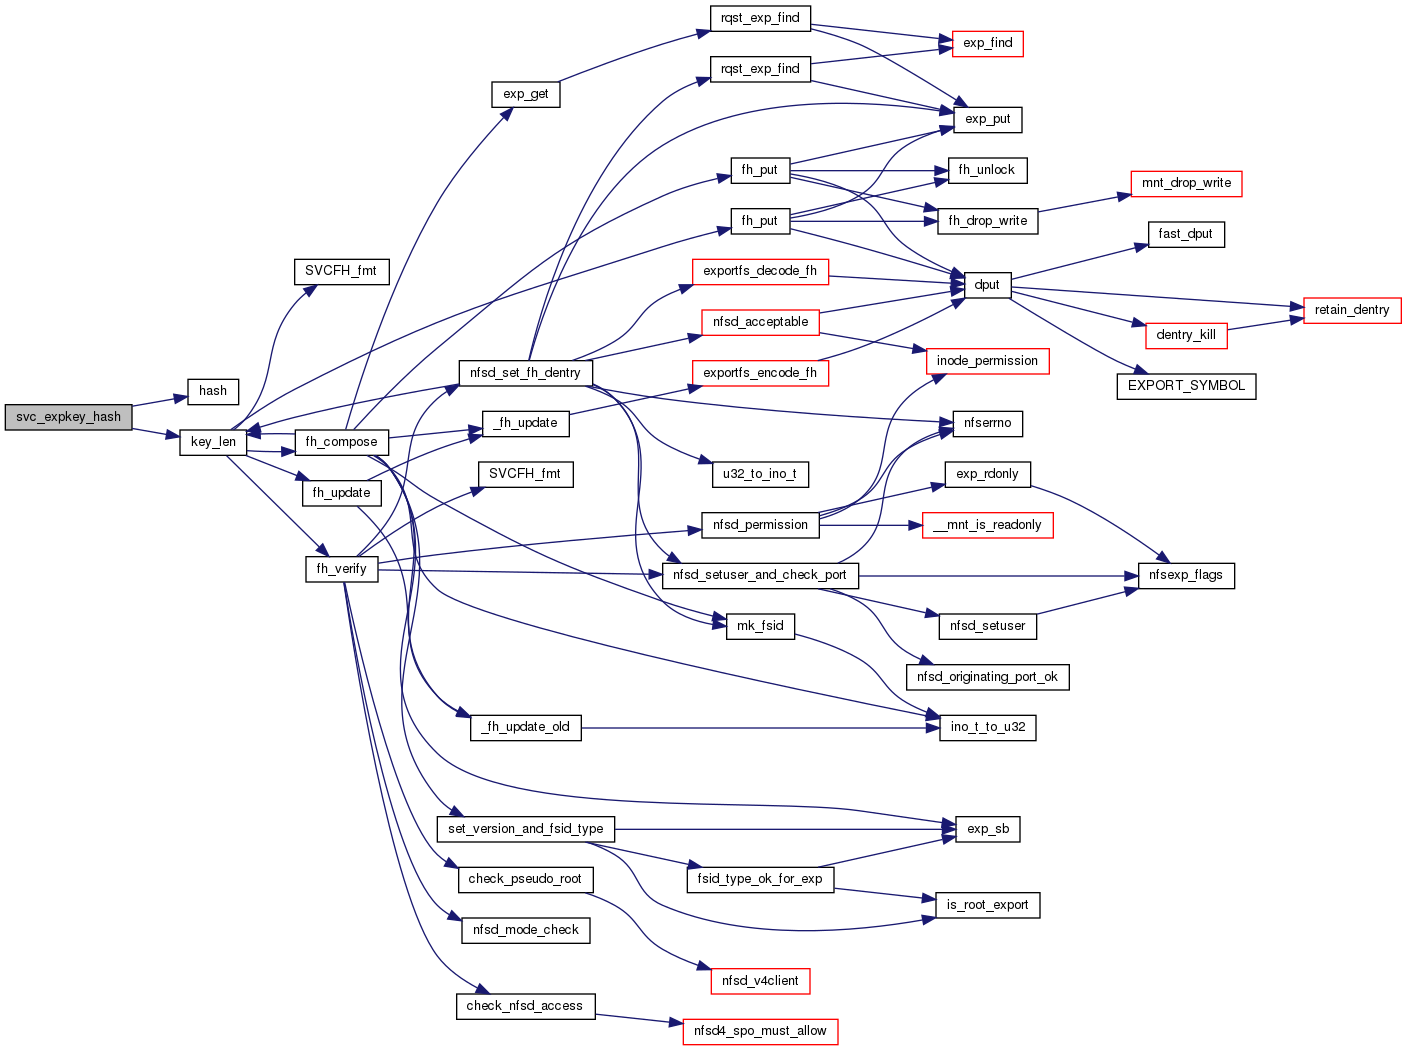 rqst_exp_find
exp_find
rqst_exp_find
exp_get
exp_put
fh_put
fh_unlock
mnt_drop_write
fh_put
fh_drop_write
fast_dput
SVCFH_fmt
exportfs_decode_fh
dput
retain_dentry
nfsd_acceptable
dentry_kill
inode_permission
nfsd_set_fh_dentry
exportfs_encode_fh
EXPORT_SYMBOL
hash
svc_expkey_hash
_fh_update
nfserrno
key_len
fh_compose
SVCFH_fmt
u32_to_ino_t
exp_rdonly
fh_update
nfsd_permission
__mnt_is_readonly
fh_verify
nfsd_setuser_and_check_port
nfsexp_flags
mk_fsid
nfsd_setuser
nfsd_originating_port_ok
_fh_update_old
ino_t_to_u32
set_version_and_fsid_type
exp_sb
check_pseudo_root
fsid_type_ok_for_exp
is_root_export
nfsd_mode_check
nfsd_v4client
check_nfsd_access
nfsd4_spo_must_allow